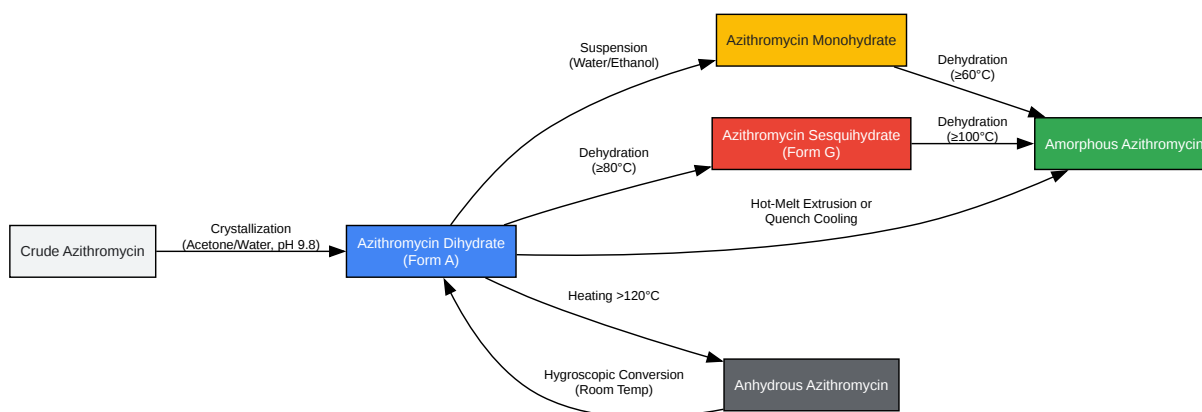 Azithromycin Monohydrate
Suspension
(Water/Ethanol)
Dehydration
(≥60°C)
Azithromycin Sesquihydrate
(Form G)
Dehydration
(≥100°C)
Amorphous Azithromycin
Dehydration
(≥80°C)
Hot-Melt Extrusion or
Quench Cooling
Crude Azithromycin
Crystallization
(Acetone/Water, pH 9.8)
Azithromycin Dihydrate
(Form A)
Heating >120°C
Hygroscopic Conversion
(Room Temp)
Anhydrous Azithromycin